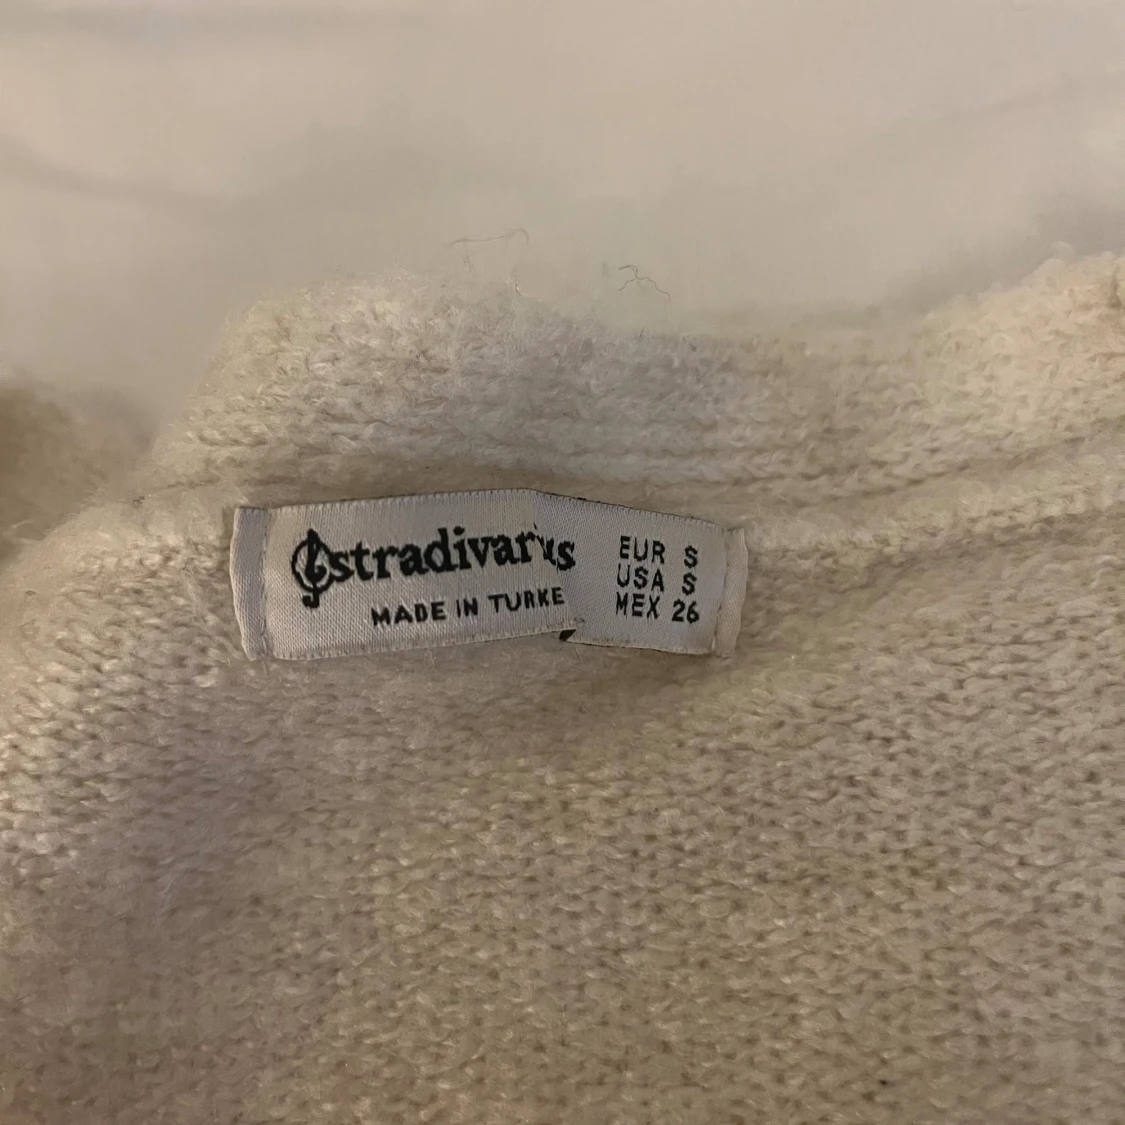 stradivarius
MADE IN TURKE
EUR S
USA S
MEX 26